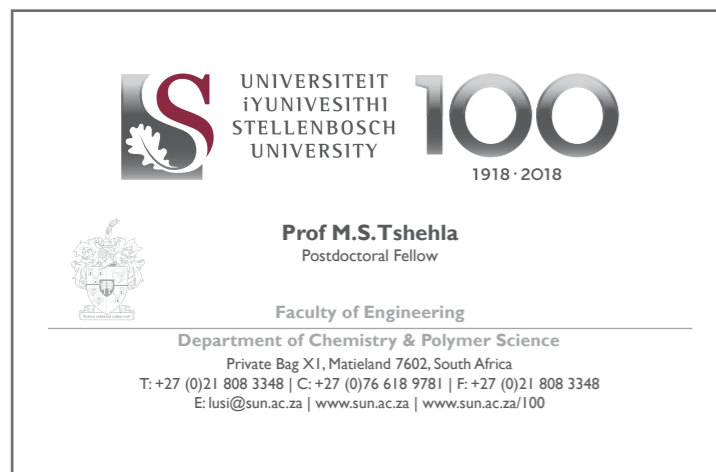 UNIVERSITEIT
iYUNIVESITHI
STELLENBOSCH
UNIVERSITY
100
1918 · 2018
Prof M.S.Tshehla
Postdoctoral Fellow
Faculty of Engineering
Department of Chemistry & Polymer Science
Private Bag X1, Matieland 7602, South Africa
T: +27 (0)21 808 3348 | C: +27 (0)76 618 9781 | F: +27 (0)21 808 3348
E: lusi@sun.ac.za | www.sun.ac.za | www.sun.ac.za/100